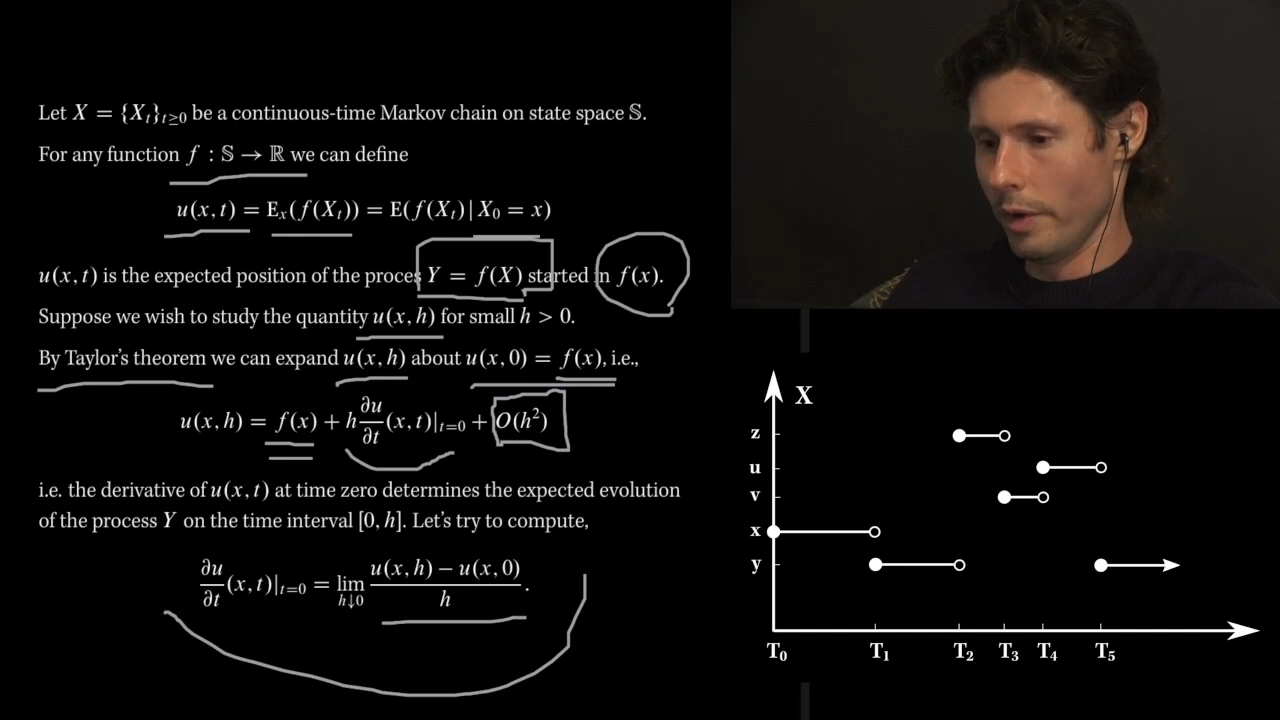 Let X = {X_t}_{t≥0} be a continuous-time Markov chain on state space 𝕊.
For any function f : 𝕊 → ℝ we can define
u(x, t) = E_x(f(X_t)) = E(f(X_t) | X_0 = x)
u(x, t) is the expected position of the proces Y = f(X) started in f(x).
Suppose we wish to study the quantity u(x, h) for small h > 0.
By Taylor's theorem we can expand u(x, h) about u(x, 0) = f(x), i.e.,
u(x, h) = f(x) + h ∂u/∂t (x, t)|_{t=0} + O(h²)
i.e. the derivative of u(x, t) at time zero determines the expected evolution
of the process Y on the time interval [0, h]. Let's try to compute,
∂u/∂t (x, t)|_{t=0} = lim_{h↓0} (u(x, h) − u(x, 0))/h .
X
z
u
v
x
y
T_0 T_1 T_2 T_3 T_4 T_5